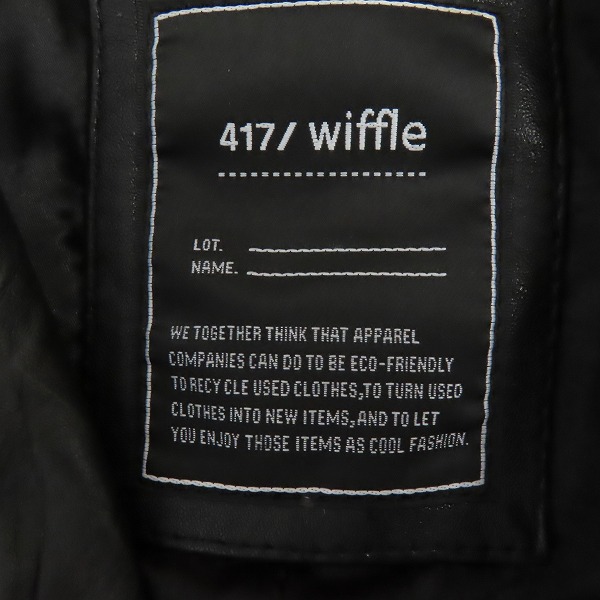 417/ wiffle
LOT.
NAME.
WE TOGETHER THINK THAT APPAREL
COMPANIES CAN DO TO BE ECO-FRIENDLY
TO RECY CLE USED CLOTHES,TO TURN USED
CLOTHES INTO NEW ITEMS,AND TO LET
YOU ENJOY THOSE ITEMS AS COOL FASHION.